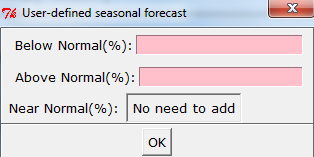 User-defined seasonal forecast
Below Normal(%):
Above Normal(%):
Near Normal(%): No need to add
OK